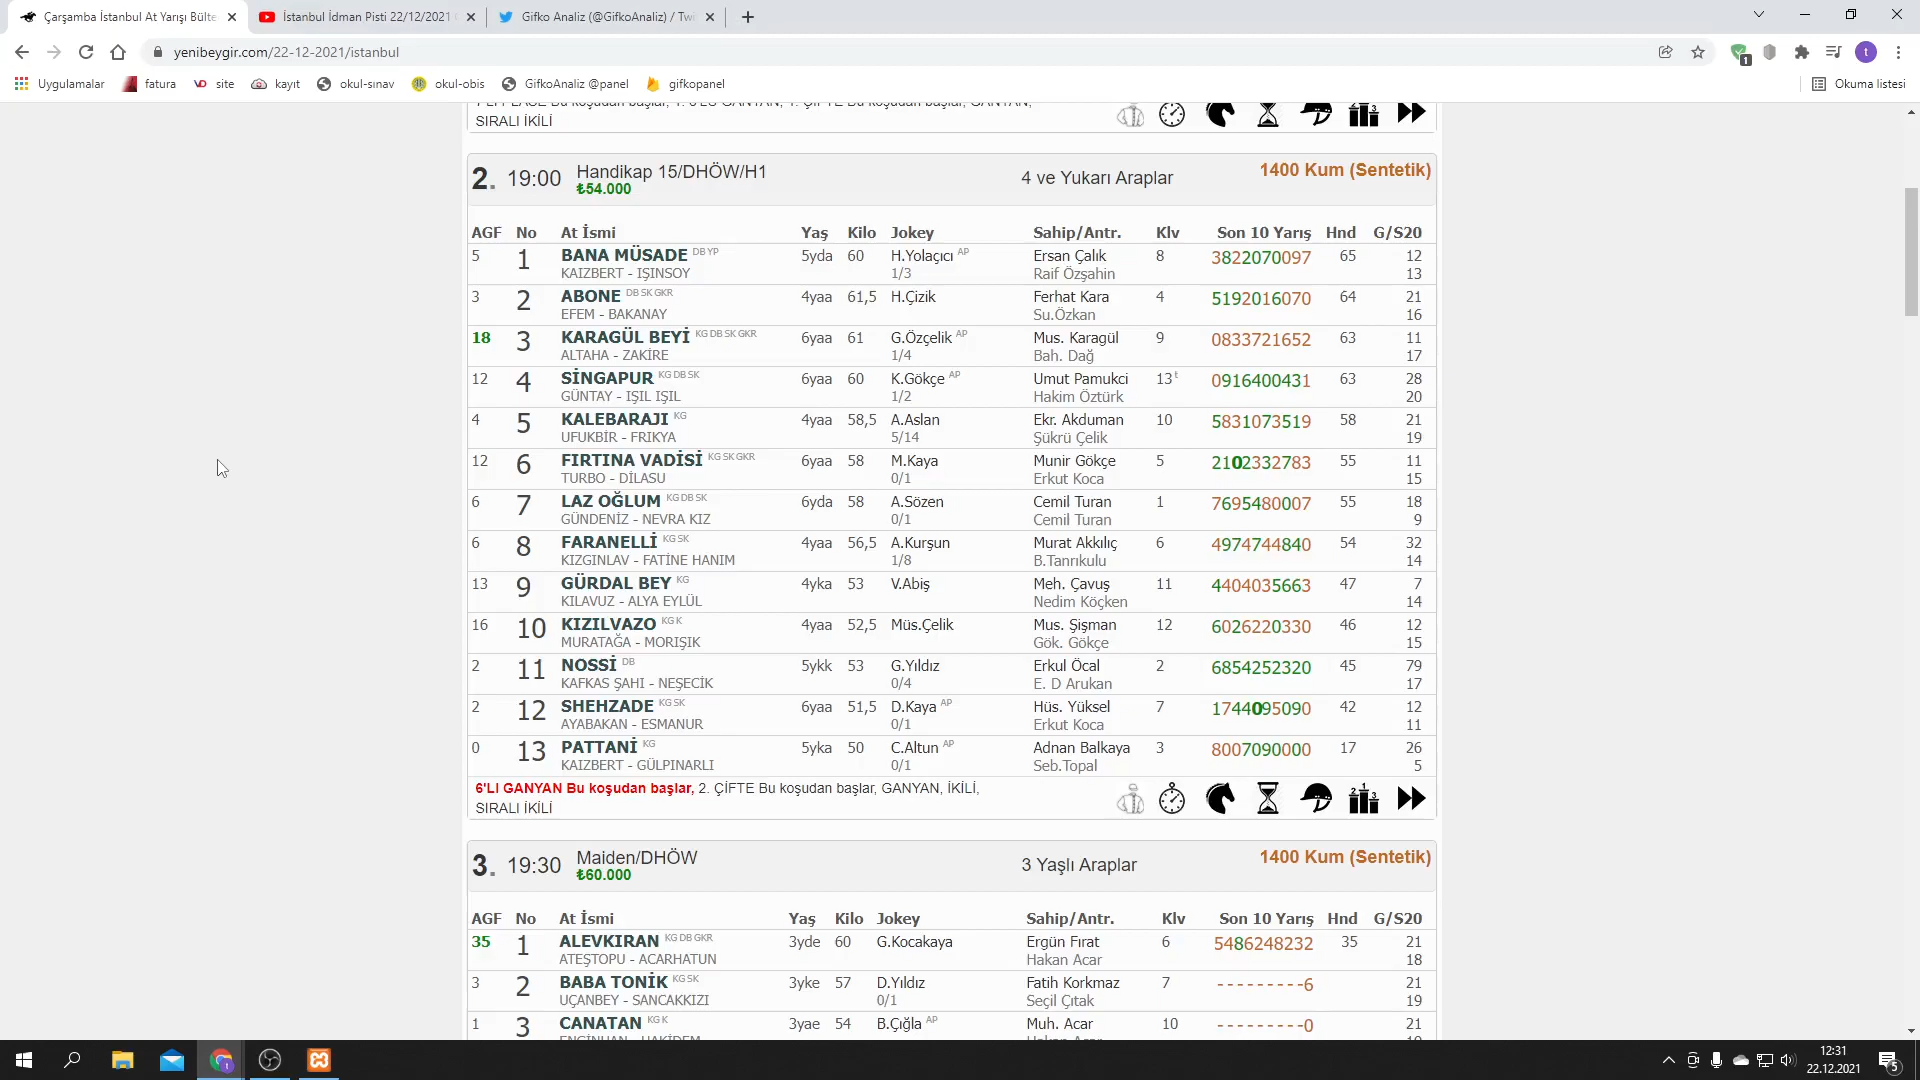 Çarşamba İstanbul At Yarışı Bülte
İstanbul İdman Pisti 22/12/2021
Gifko Analiz (@GifkoAnaliz) / Twi
yenibeygir.com/22-12-2021/istanbul
Uygulamalar fatura VD site kayıt okul-sınav okul-obis GifkoAnaliz @panel gifkopanel Okuma listesi
SIRALI İKİLİ
2. 19:00 Handikap 15/DHÖW/H1 4 ve Yukarı Araplar 1400 Kum (Sentetik)
₺54.000
AGF No At İsmi Yaş Kilo Jokey Sahip/Antr. Klv Son 10 Yarış Hnd G/S20
5 1 BANA MÜSADE DB YP 5yda 60 H.Yolaçıcı AP Ersan Çalık 8 3822070097 65 12
KAIZBERT - IŞINSOY 1/3 Raif Özşahin 13
3 2 ABONE DB SK GKR 4yaa 61,5 H.Çizik Ferhat Kara 4 5192016070 64 21
EFEM - BAKANAY Su.Özkan 16
18 3 KARAGÜL BEYİ KG DB SK GKR 6yaa 61 G.Özçelik AP Mus. Karagül 9 0833721652 63 11
ALTAHA - ZAKİRE 1/4 Bah. Dağ 17
12 4 SİNGAPUR KG DB SK 6yaa 60 K.Gökçe AP Umut Pamukci 13 t 0916400431 63 28
GÜNTAY - IŞIL IŞIL 1/2 Hakim Öztürk 20
4 5 KALEBARAJI KG 4yaa 58,5 A.Aslan Ekr. Akduman 10 5831073519 58 21
UFUKBİR - FRIKYA 5/14 Şükrü Çelik 19
12 6 FIRTINA VADİSİ KG SK GKR 6yaa 58 M.Kaya Munir Gökçe 5 2102332783 55 11
TURBO - DİLASU 0/1 Erkut Koca 15
6 7 LAZ OĞLUM KG DB SK 6yda 58 A.Sözen Cemil Turan 1 7695480007 55 18
GÜNDENİZ - NEVRA KIZ 0/1 Cemil Turan 9
6 8 FARANELLİ KG SK 4yaa 56,5 A.Kurşun Murat Akkılıç 6 4974744840 54 32
KIZGINLAV - FATİNE HANIM 1/8 B.Tanrıkulu 14
13 9 GÜRDAL BEY KG 4yka 53 V.Abiş Meh. Çavuş 11 4404035663 47 7
KILAVUZ - ALYA EYLÜL Nedim Köçken 14
16 10 KIZILVAZO KG K 4yaa 52,5 Müs.Çelik Mus. Şişman 12 6026220330 46 12
MURATAĞA - MORIŞIK Gök. Gökçe 15
2 11 NOSSİ DB 5ykk 53 G.Yıldız Erkul Öcal 2 6854252320 45 79
KAFKAS ŞAHI - NEŞECİK 0/4 E. D Arukan 17
2 12 SHEHZADE KG SK 6yaa 51,5 D.Kaya AP Hüs. Yüksel 7 1744095090 42 12
AYABAKAN - ESMANUR 0/1 Erkut Koca 11
0 13 PATTANİ KG 5yka 50 C.Altun AP Adnan Balkaya 3 8007090000 17 26
KAIZBERT - GÜLPINARLI 0/1 Seb.Topal 5
6'LI GANYAN Bu koşudan başlar, 2. ÇİFTE Bu koşudan başlar, GANYAN, İKİLİ,
SIRALI İKİLİ
3. 19:30 Maiden/DHÖW 3 Yaşlı Araplar 1400 Kum (Sentetik)
₺60.000
AGF No At İsmi Yaş Kilo Jokey Sahip/Antr. Klv Son 10 Yarış Hnd G/S20
35 1 ALEVKIRAN KG DB GKR 3yde 60 G.Kocakaya Ergün Fırat 6 5486248232 35 21
ATEŞTOPU - ACARHATUN Hakan Acar 18
3 2 BABA TONİK KG SK 3yke 57 D.Yıldız Fatih Korkmaz 7 ---------6 21
UÇANBEY - SANCAKKIZI 0/1 Seçil Çıtak 19
1 3 CANATAN KG K 3yae 54 B.Çığla AP Muh. Acar 10 ---------0 21
12:31
22.12.2021